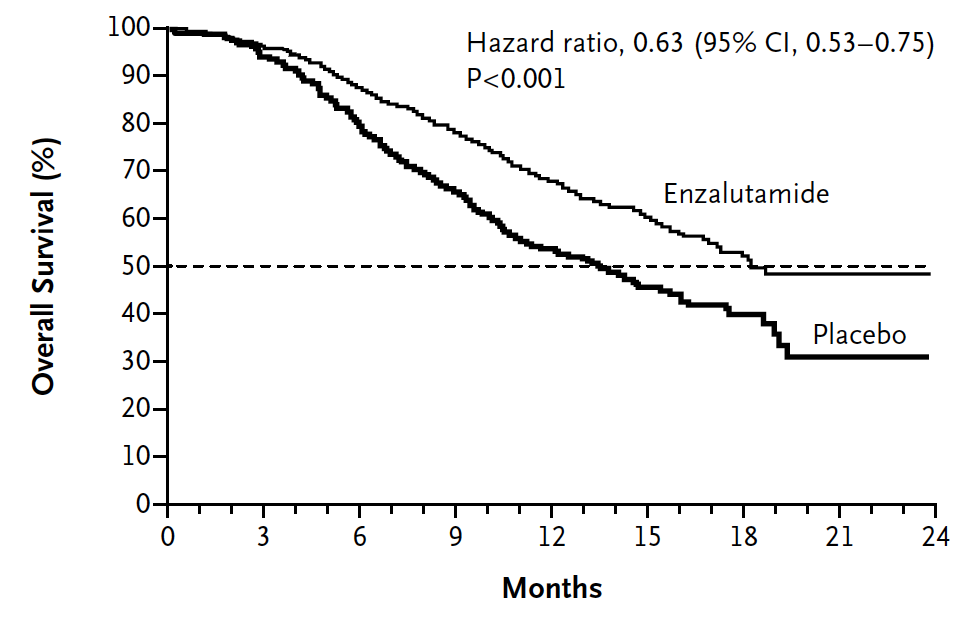 Hazard ratio, 0.63 (95% CI, 0.53–0.75)
P<0.001
100
90
80
70
60
50
40
30
20
10
0
Overall Survival (%)
Enzalutamide
Placebo
0 3 6 9 12 15 18 21 24
Months